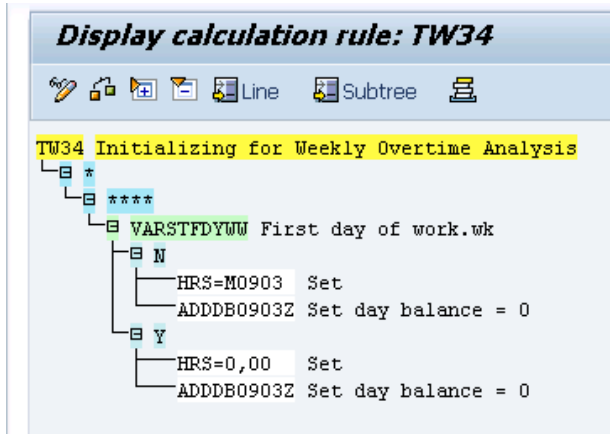 Display calculation rule: TW34
Line Subtree
TW34 Initializing for Weekly Overtime Analysis
*
****
VARSTFDYWW First day of work.wk
N
HRS=M0903 Set
ADDDB0903Z Set day balance = 0
Y
HRS=0,00 Set
ADDDB0903Z Set day balance = 0